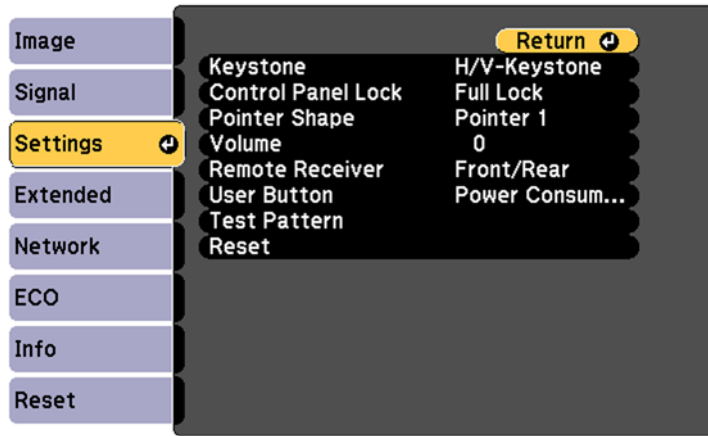 Image
Signal
Settings
Extended
Network
ECO
Info
Reset
Return
Keystone H/V-Keystone
Control Panel Lock Full Lock
Pointer Shape Pointer 1
Volume 0
Remote Receiver Front/Rear
User Button Power Consum...
Test Pattern
Reset